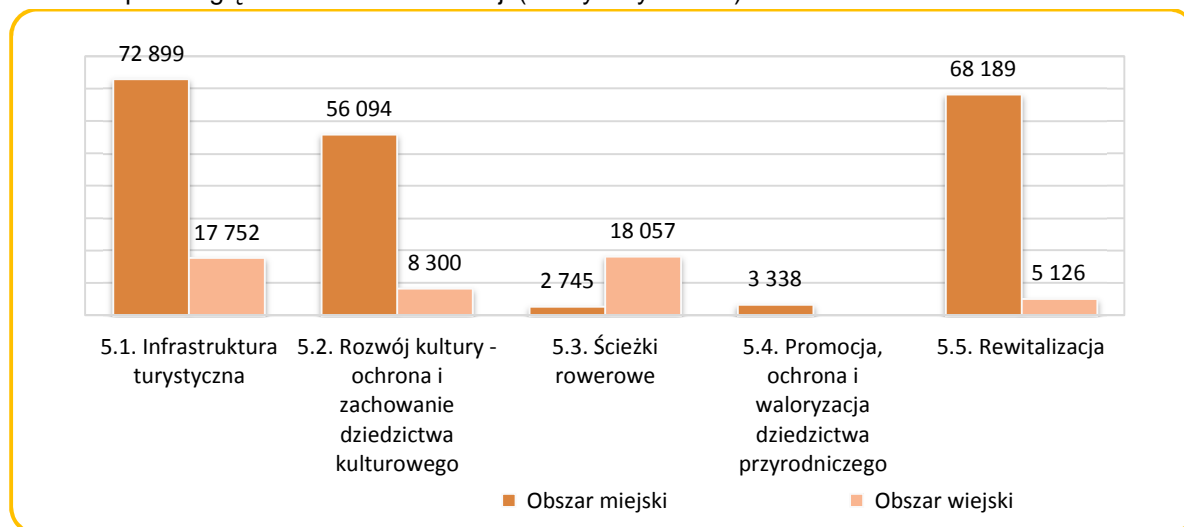 72 899
68 189
56 094
17 752
18 057
8 300
2 745
3 338
5 126
5.1. Infrastruktura
turystyczna
5.2. Rozwój kultury -
ochrona i
zachowanie
dziedzictwa
kulturowego
5.3. Ścieżki
rowerowe
5.4. Promocja,
ochrona i
waloryzacja
dziedzictwa
przyrodniczego
5.5. Rewitalizacja
Obszar miejski
Obszar wiejski